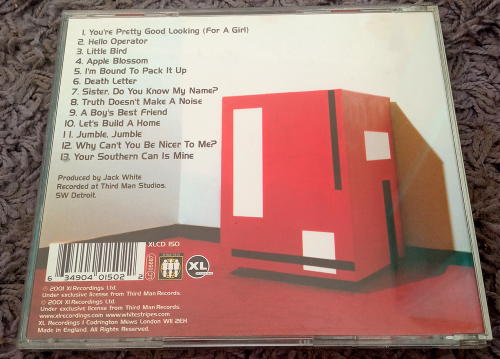 1. You're Pretty Good Looking (For A Girl)
2. Hello Operator
3. Little Bird
4. Apple Blossom
5. I'm Bound To Pack It Up
6. Death Letter
7. Sister, Do You Know My Name?
8. Truth Doesn't Make A Noise
9. A Boy's Best Friend
10. Let's Build A Home
11. Jumble, Jumble
12. Why Can't You Be Nicer To Me?
13. Your Southern Can Is Mine
Produced by Jack White
Recorded at Third Man Studios.
SW Detroit.
XLCD 150
6 34904 01502 2
XL
© 2001 Xl Recordings Ltd.
Under exclusive license from Third Man Records.
© 2001 Xl Recordings Ltd.
Under exclusive license from Third Man Records.
www.xlrecordings.com www.whitestripes.com
XL Recordings 1 Codrington Mews London W11 2EH
Made in England. All Rights Reserved.